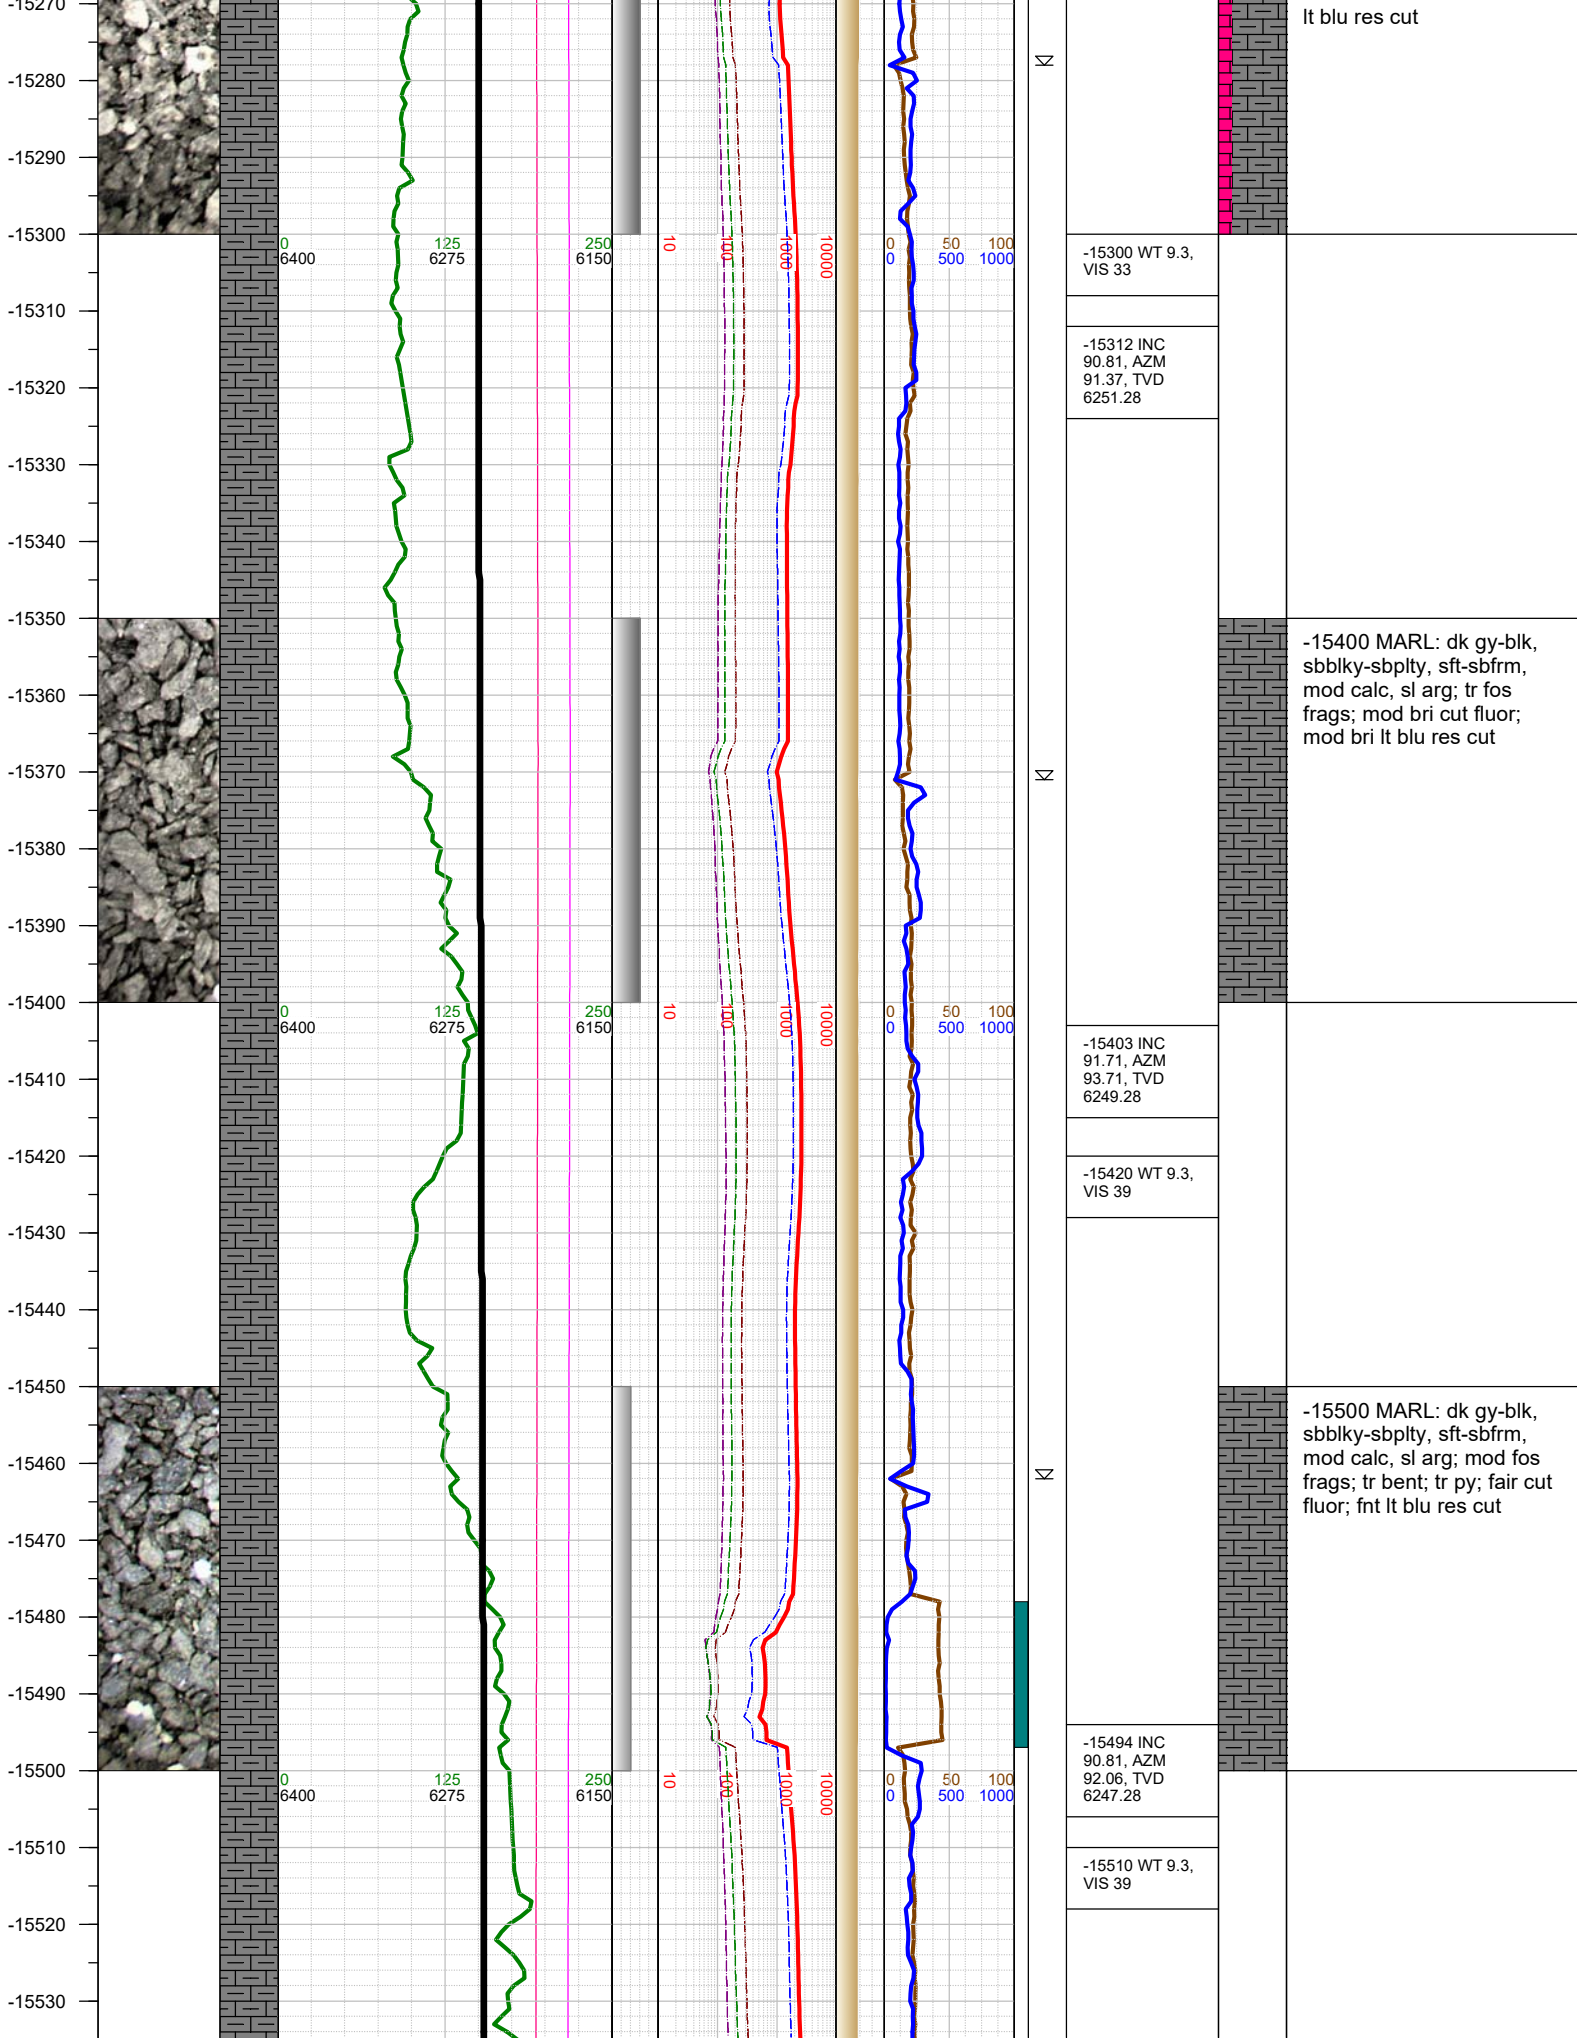 -15270
lt blu res cut
-15280
-15290
-15300
0 125 250
6400 6275 6150
10 100 1000 10000
0 50 100
0 500 1000
-15300 WT 9.3,
VIS 33
-15310
-15312 INC
90.81, AZM
91.37, TVD
6251.28
-15320
-15330
-15340
-15350
-15400 MARL: dk gy-blk,
sbblky-sbplty, sft-sbfrm,
mod calc, sl arg; tr fos
frags; mod bri cut fluor;
mod bri lt blu res cut
-15360
-15370
-15380
-15390
-15400
0 125 250
6400 6275 6150
10 100 1000 10000
0 50 100
0 500 1000
-15403 INC
91.71, AZM
93.71, TVD
6249.28
-15410
-15420
-15420 WT 9.3,
VIS 39
-15430
-15440
-15450
-15500 MARL: dk gy-blk,
sbblky-sbplty, sft-sbfrm,
mod calc, sl arg; mod fos
frags; tr bent; tr py; fair cut
fluor; fnt lt blu res cut
-15460
-15470
-15480
-15490
-15494 INC
90.81, AZM
92.06, TVD
6247.28
-15500
0 125 250
6400 6275 6150
10 100 1000 10000
0 50 100
0 500 1000
-15510
-15510 WT 9.3,
VIS 39
-15520
-15530